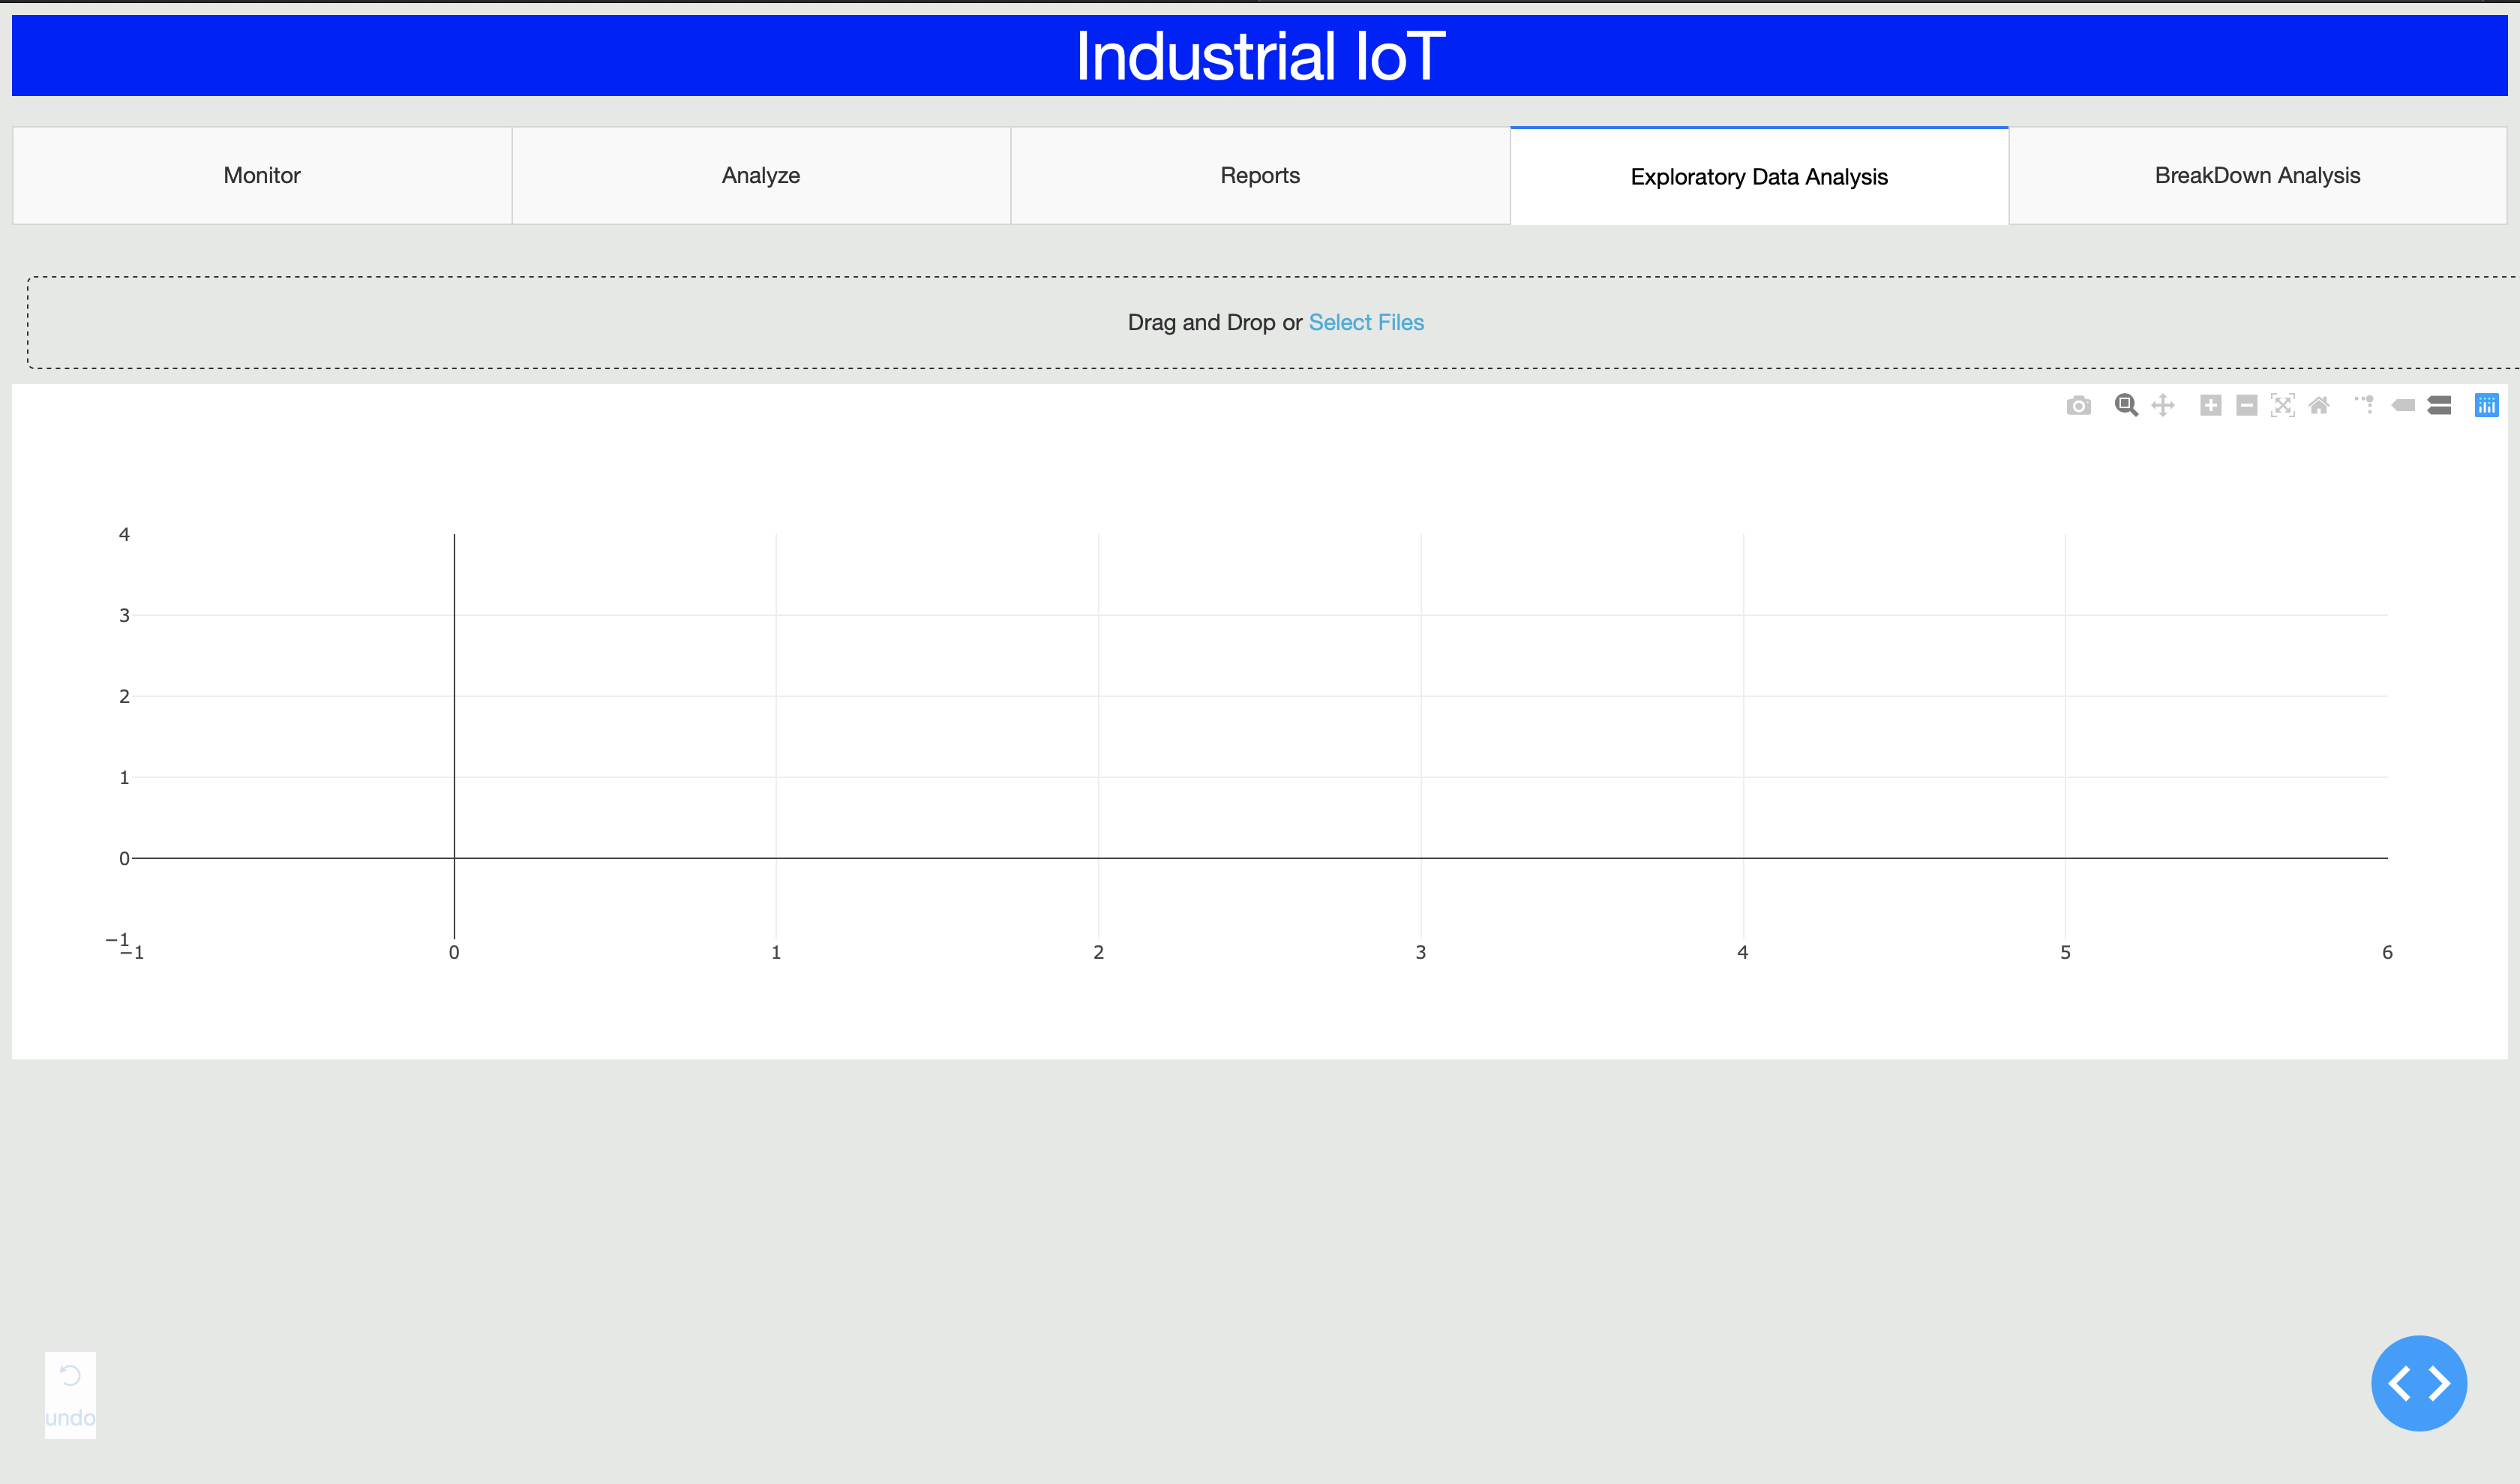 Industrial IoT
Monitor
Analyze
Reports
Exploratory Data Analysis
BreakDown Analysis
Drag and Drop or Select Files
4
3
2
1
0
−1
−1 0 1 2 3 4 5 6
undo